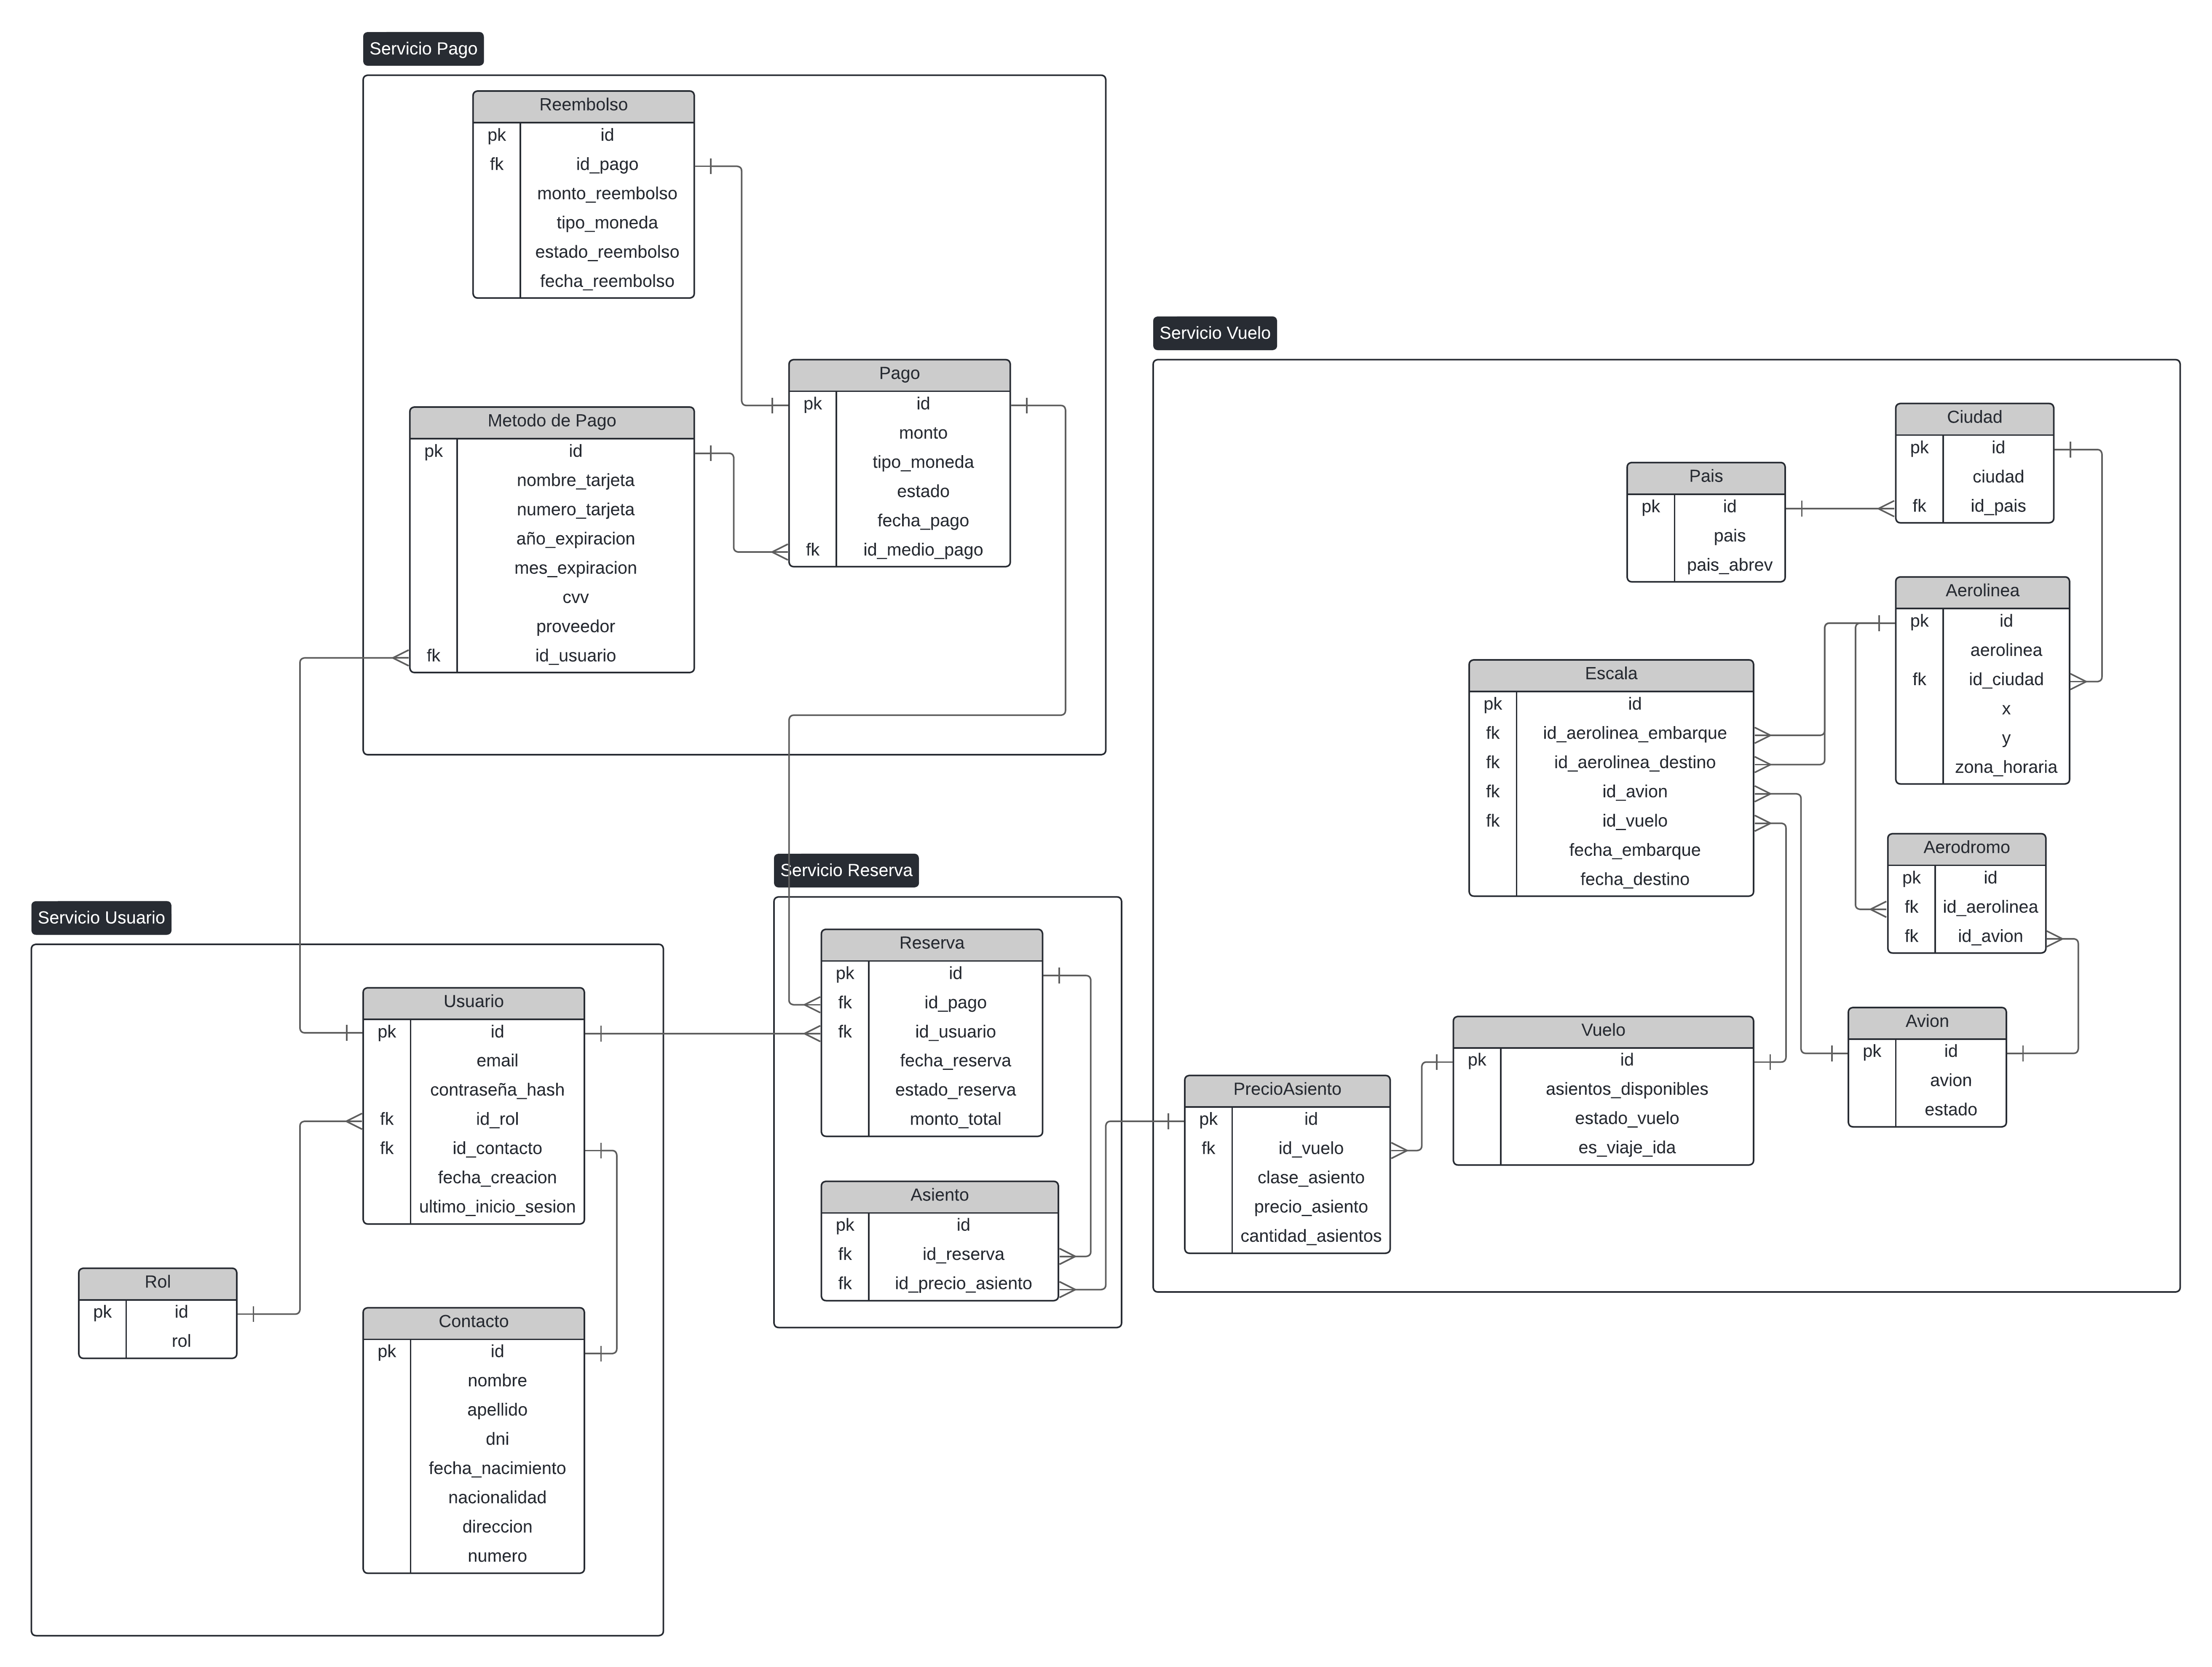 Servicio Pago
Reembolso
pk id
fk id_pago
monto_reembolso
tipo_moneda
estado_reembolso
fecha_reembolso
Metodo de Pago
pk id
nombre_tarjeta
numero_tarjeta
año_expiracion
mes_expiracion
cvv
proveedor
fk id_usuario
Pago
pk id
monto
tipo_moneda
estado
fecha_pago
fk id_medio_pago
Servicio Vuelo
Ciudad
pk id
ciudad
fk id_pais
Pais
pk id
pais
pais_abrev
Aerolinea
pk id
aerolinea
fk id_ciudad
x
y
zona_horaria
Escala
pk id
fk id_aerolinea_embarque
fk id_aerolinea_destino
fk id_avion
fk id_vuelo
fecha_embarque
fecha_destino
Aerodromo
pk id
fk id_aerolinea
fk id_avion
Avion
pk id
avion
estado
Vuelo
pk id
asientos_disponibles
estado_vuelo
es_viaje_ida
PrecioAsiento
pk id
fk id_vuelo
clase_asiento
precio_asiento
cantidad_asientos
Servicio Reserva
Reserva
pk id
fk id_pago
fk id_usuario
fecha_reserva
estado_reserva
monto_total
Asiento
pk id
fk id_reserva
fk id_precio_asiento
Servicio Usuario
Usuario
pk id
email
contraseña_hash
fk id_rol
fk id_contacto
fecha_creacion
ultimo_inicio_sesion
Rol
pk id
rol
Contacto
pk id
nombre
apellido
dni
fecha_nacimiento
nacionalidad
direccion
numero